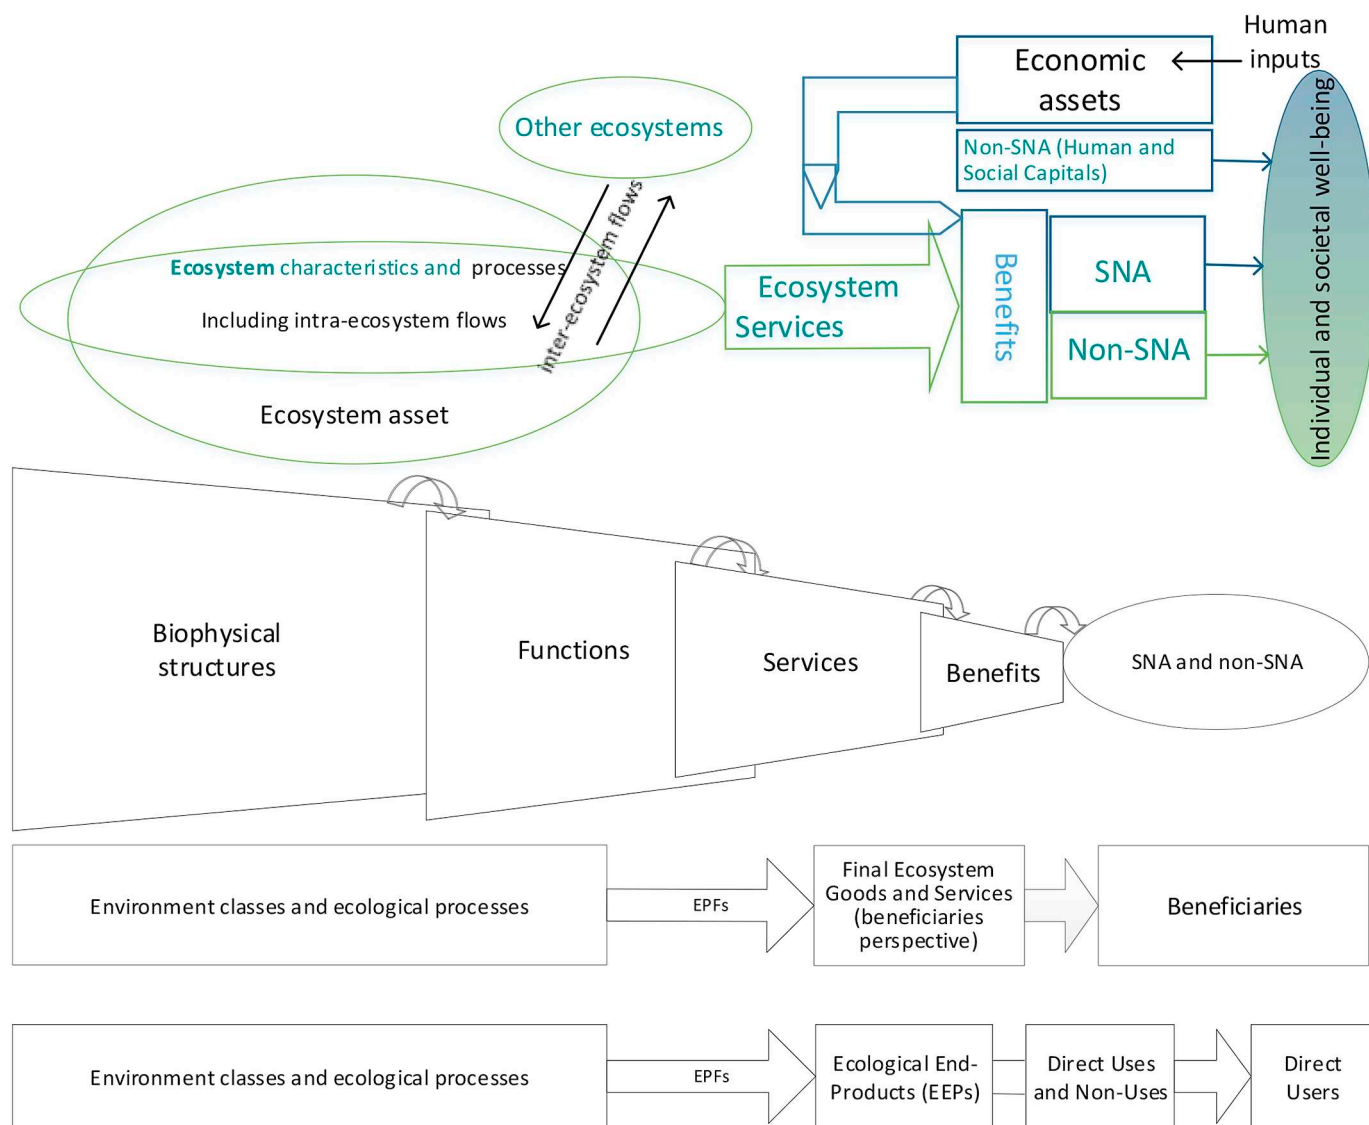 Human
inputs
Economic
assets
Other ecosystems
Non-SNA (Human and
Social Capitals)
Individual and societal well-being
inter-ecosystem flows
Ecosystem characteristics and processes
Including intra-ecosystem flows
Ecosystem asset
Ecosystem
Services
Benefits
SNA
Non-SNA
Biophysical
structures
Functions
Services
Benefits
SNA and non-SNA
Environment classes and ecological processes
EPFs
Final Ecosystem
Goods and Services
(beneficiaries
perspective)
Beneficiaries
Environment classes and ecological processes
EPFs
Ecological End-
Products (EEPs)
Direct Uses
and Non-Uses
Direct
Users